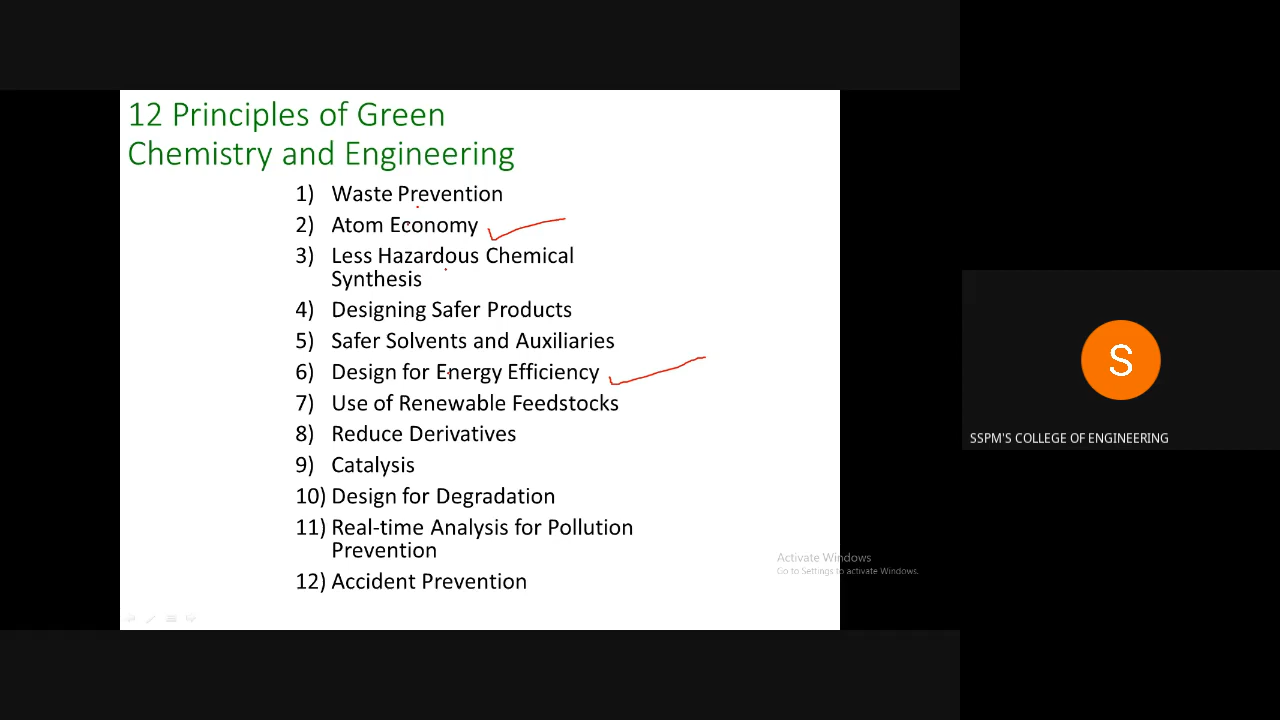 12 Principles of Green
Chemistry and Engineering
1) Waste Prevention
2) Atom Economy
3) Less Hazardous Chemical
Synthesis
4) Designing Safer Products
5) Safer Solvents and Auxiliaries
6) Design for Energy Efficiency
7) Use of Renewable Feedstocks
8) Reduce Derivatives
9) Catalysis
10) Design for Degradation
11) Real-time Analysis for Pollution
Prevention
12) Accident Prevention
Activate Windows
Go to Settings to activate Windows.
S
SSPM'S COLLEGE OF ENGINEERING